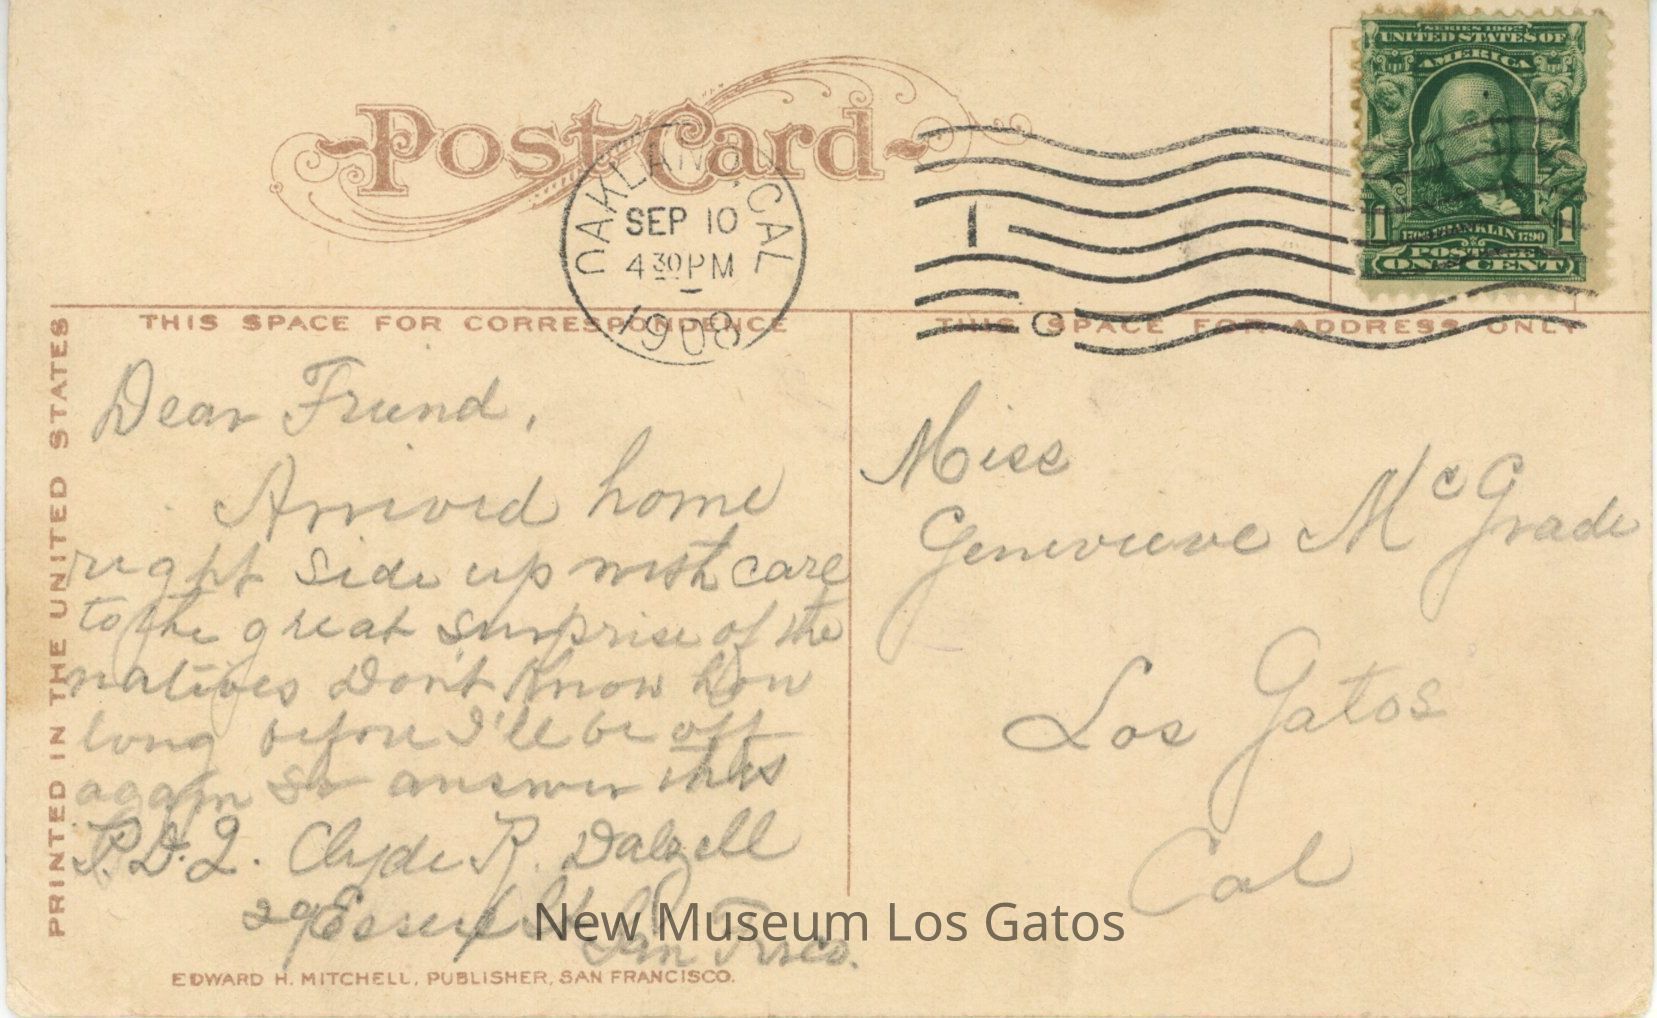 Post Card
OAKLAND, CAL
SEP 10
4 30 PM
1908
SERIES 1902
UNITED STATES OF
AMERICA
1 1706 FRANKLIN 1790 1
POSTAGE
ONE CENT
THIS SPACE FOR CORRESPONDENCE
THIS SPACE FOR ADDRESS ONLY
PRINTED IN THE UNITED STATES
Dear Friend,
Arrived home
right side up with care
to the great surprise of the
natives Don't know how
long before I'll be off
again so answer this
P.D.Q. Clyde R. Dalzell
29 Essex St
San Frisco.
Miss
Genevieve McGrade
Los Gatos
Cal
New Museum Los Gatos
EDWARD H. MITCHELL, PUBLISHER, SAN FRANCISCO.